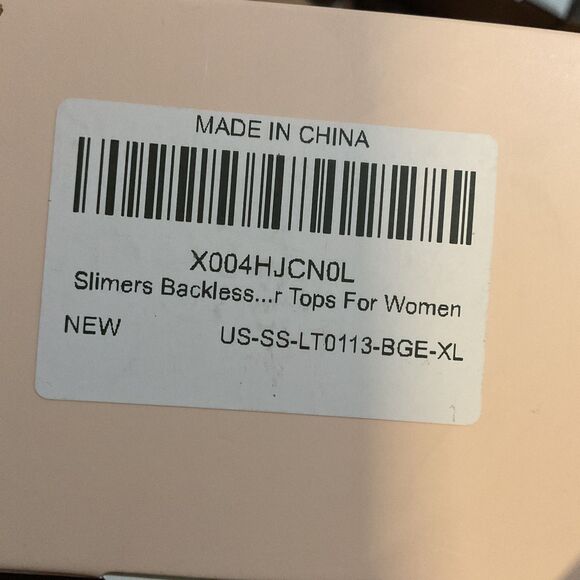 MADE IN CHINA
X004HJCN0L
Slimers Backless...r Tops For Women
NEW US-SS-LT0113-BGE-XL